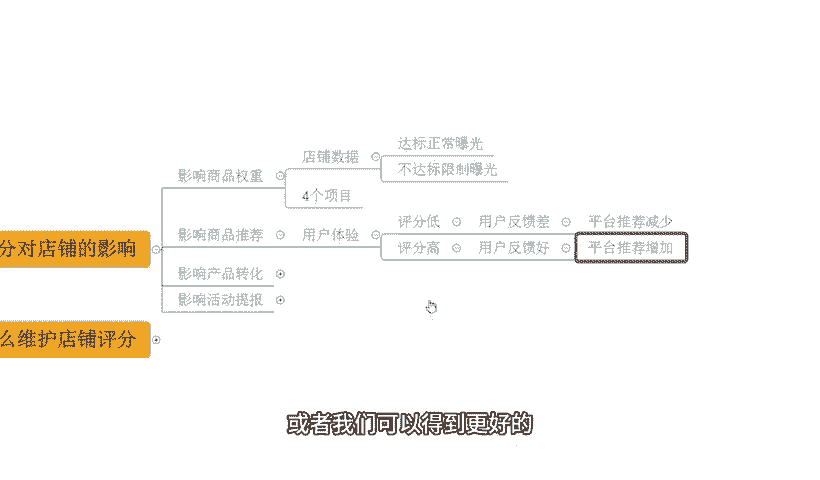 分对店铺的影响
影响商品权重
店铺数据
达标正常曝光
不达标限制曝光
4个项目
影响商品推荐
用户体验
评分低
用户反馈差
平台推荐减少
评分高
用户反馈好
平台推荐增加
影响产品转化
影响活动提报
么维护店铺评分
或者我们可以得到更好的